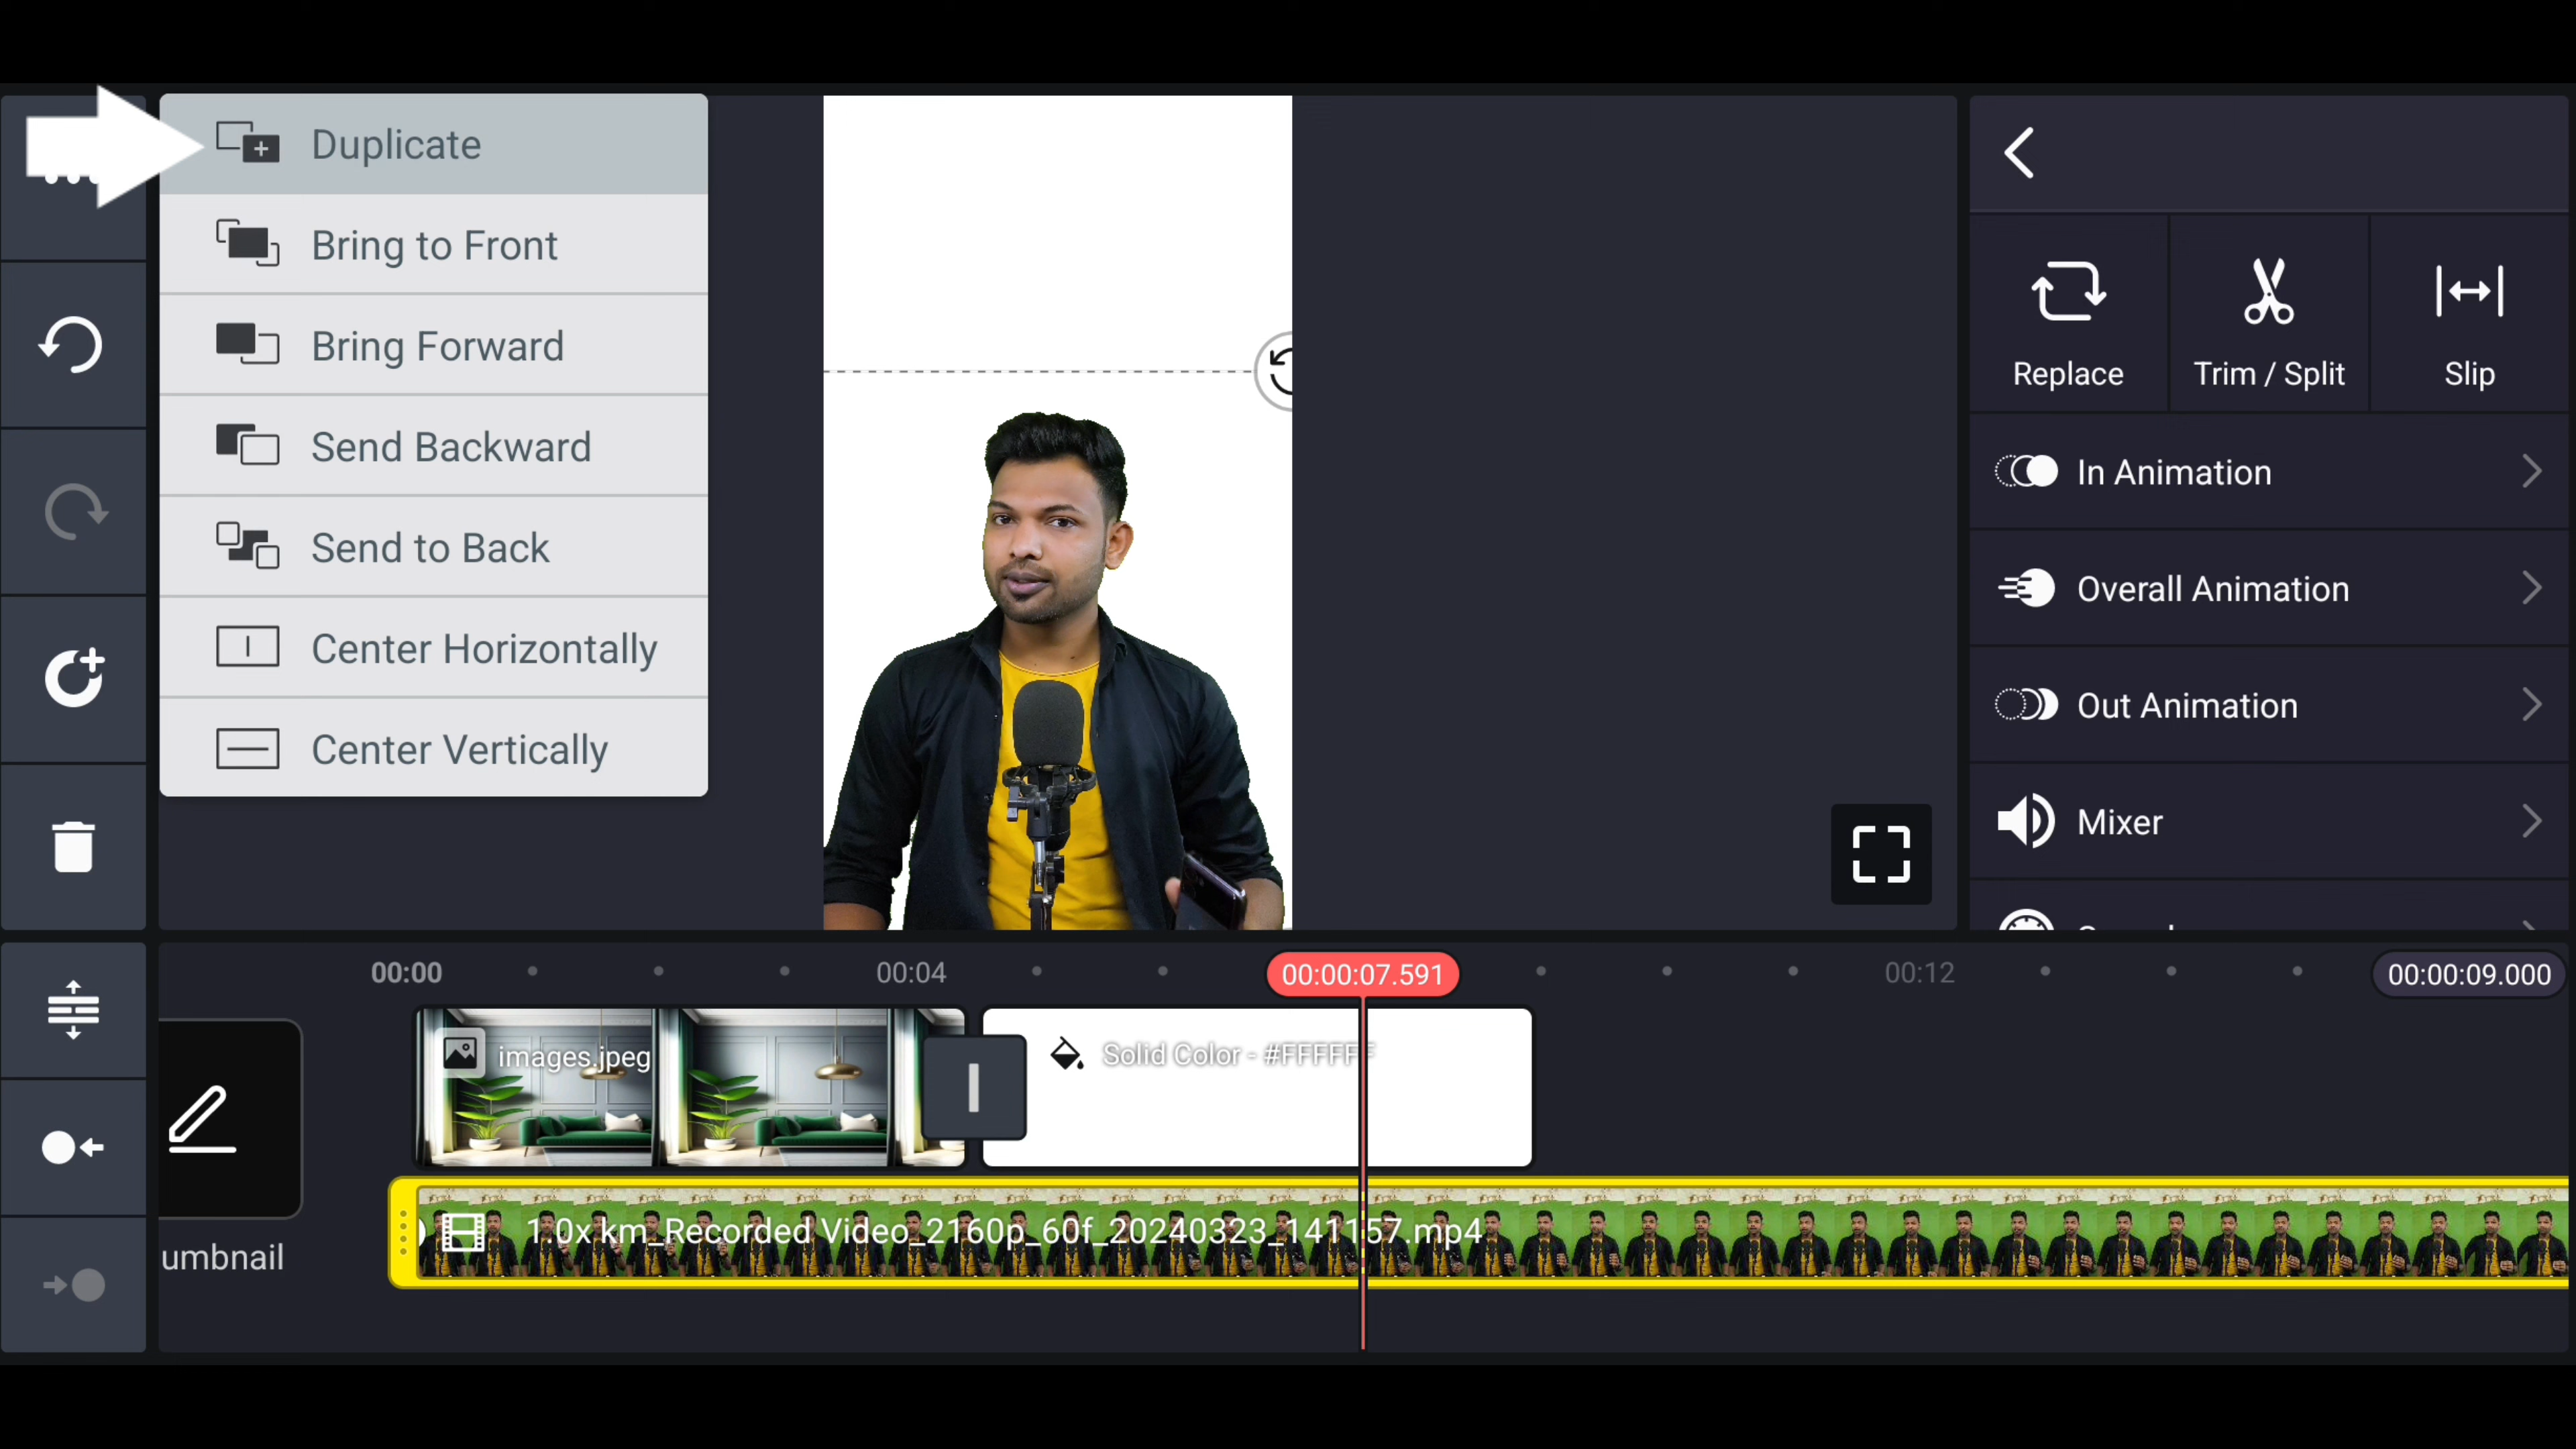 Duplicate
Bring to Front
Bring Forward
Send Backward
Send to Back
Center Horizontally
Center Vertically
Replace
Trim / Split
Slip
In Animation
Overall Animation
Out Animation
Mixer
00:00
00:04
00:00:07.591
00:12
00:00:09.000
images.jpeg
Solid Color - #FFFFFF
1.0x km_Recorded Video_2160p_60f_20240323_141157.mp4
umbnail